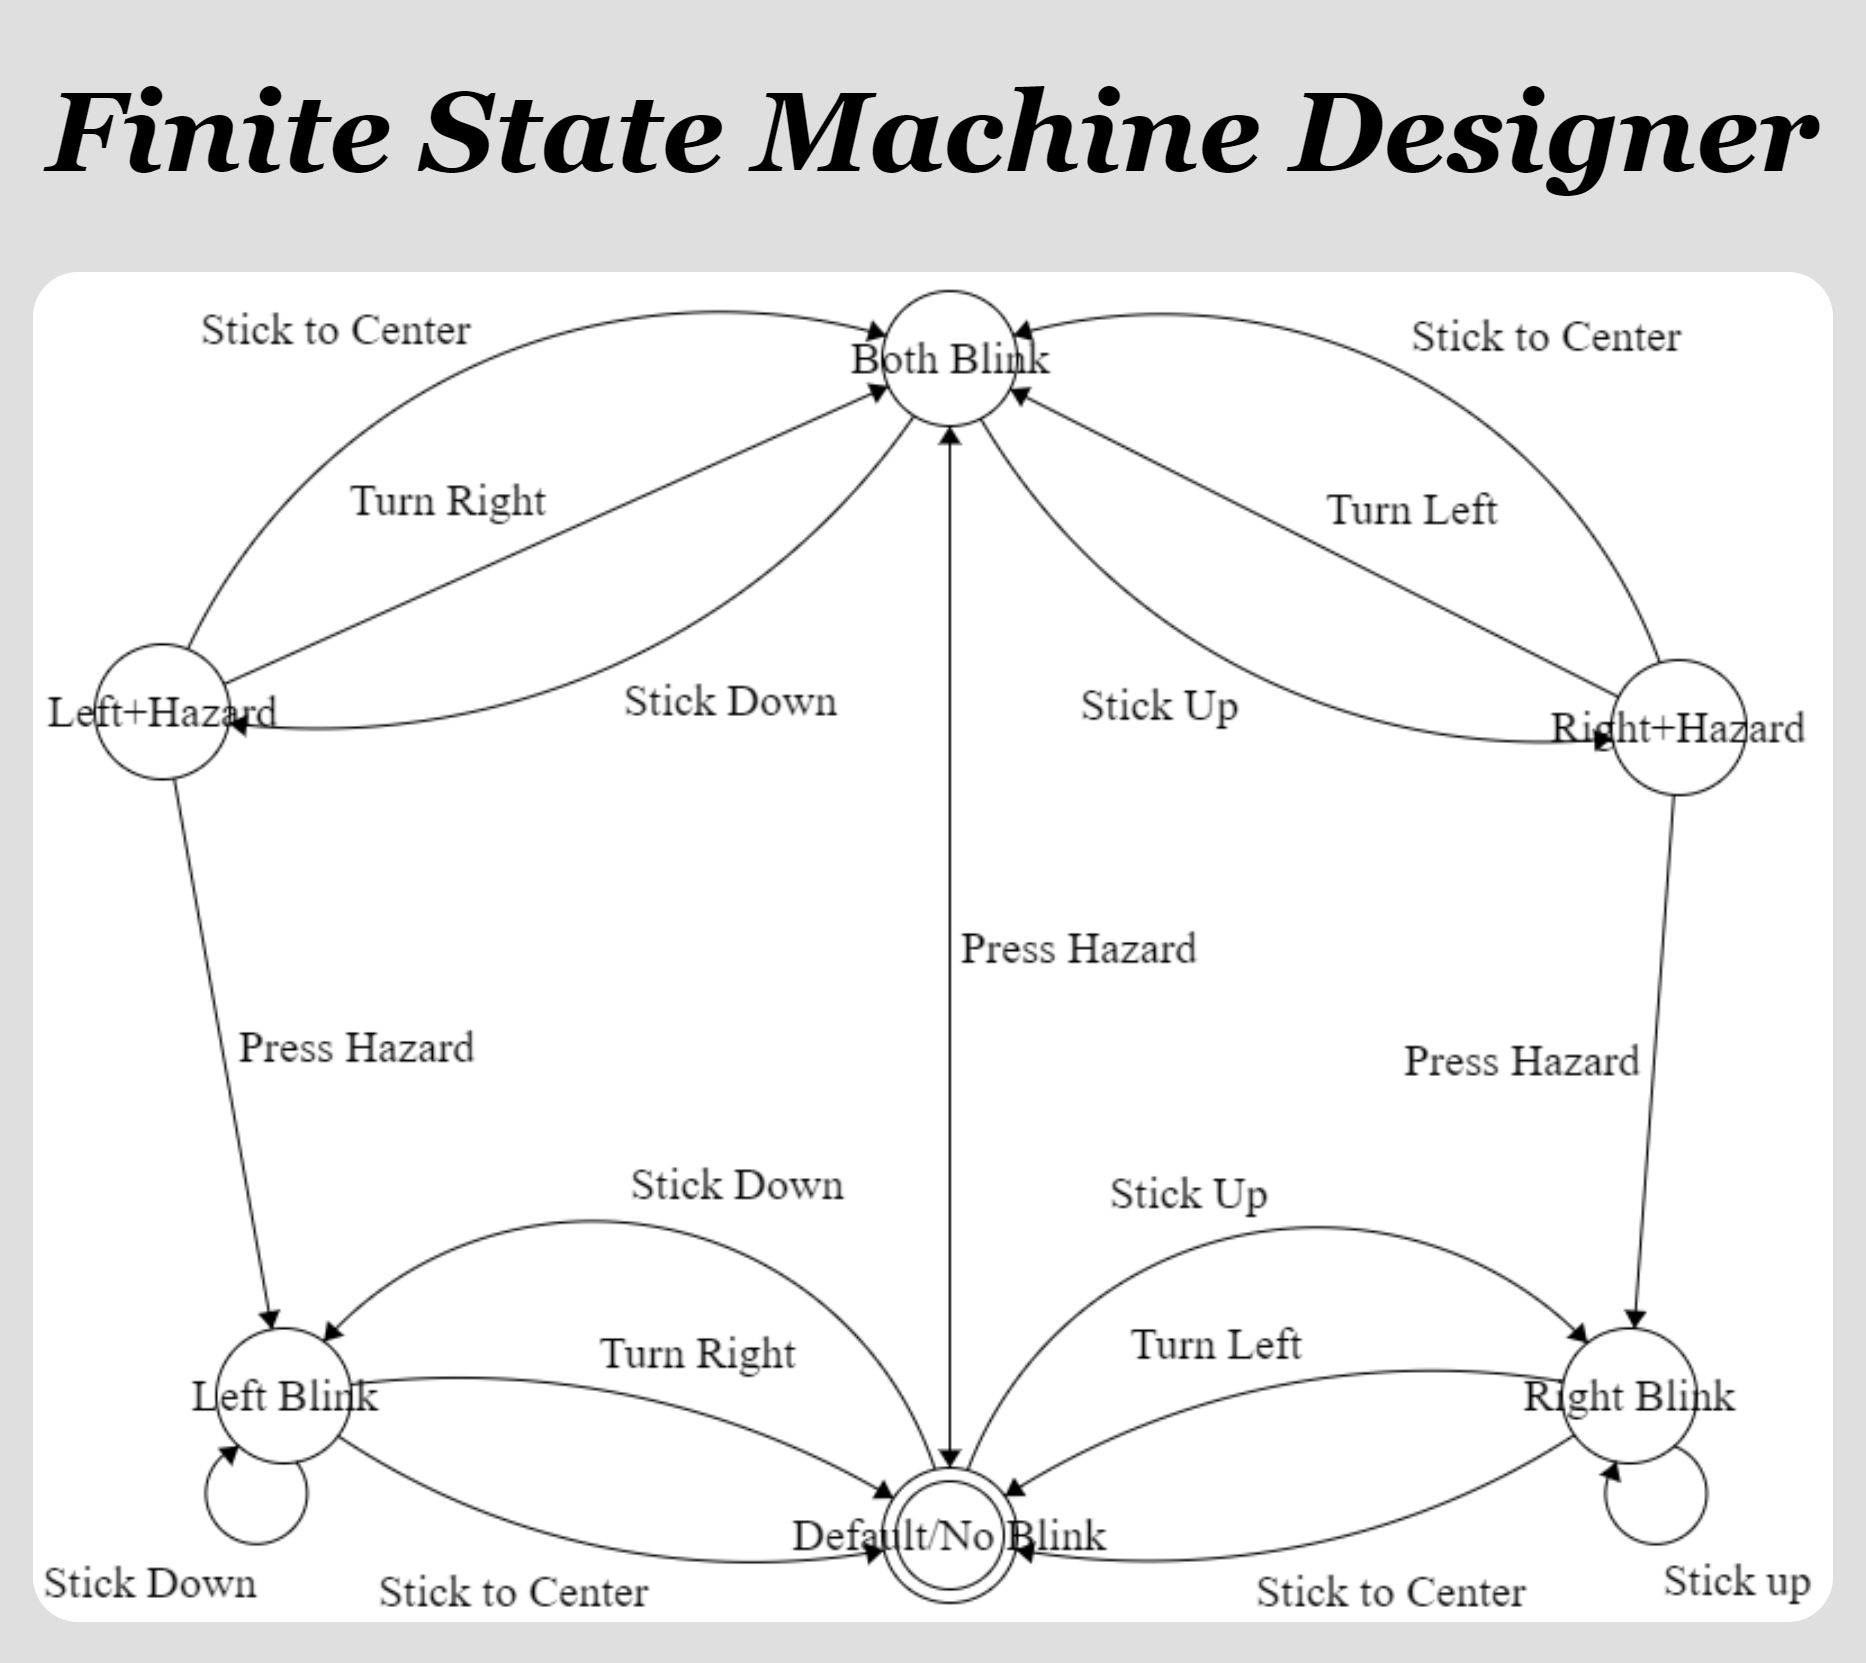 Finite State Machine Designer
Stick to Center
Both Blink
Stick to Center
Turn Right
Turn Left
Left+Hazard
Stick Down
Stick Up
Right+Hazard
Press Hazard
Press Hazard
Press Hazard
Stick Down
Stick Up
Turn Right
Turn Left
Left Blink
Right Blink
Default/No Blink
Stick Down
Stick to Center
Stick to Center
Stick up